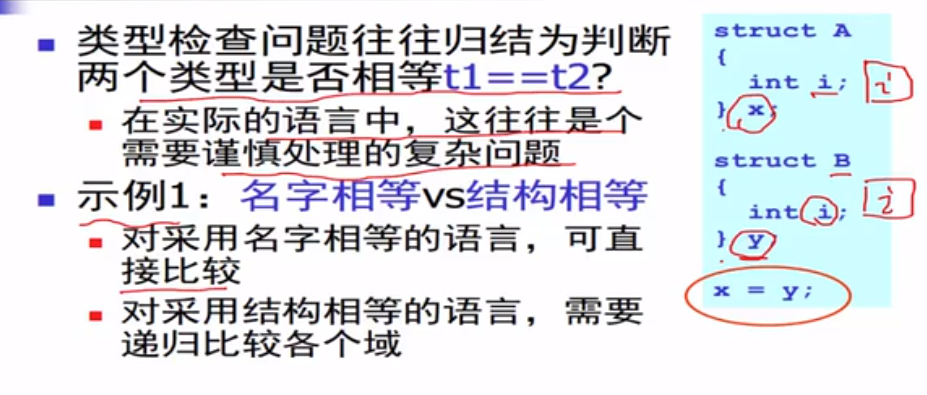 类型检查问题往往归结为判断
两个类型是否相等t1==t2?
在实际的语言中，这往往是个
需要谨慎处理的复杂问题
示例1：名字相等vs结构相等
对采用名字相等的语言，可直
接比较
对采用结构相等的语言，需要
递归比较各个域
struct A
{
int i; i
} x;
struct B
{
int i; i
} y;
x = y;